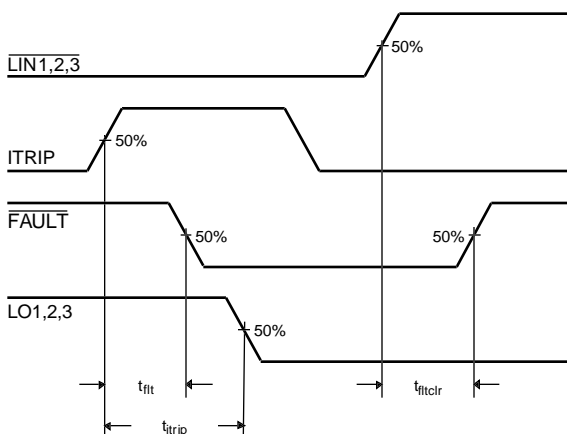 50%
LIN1,2,3
50%
ITRIP
FAULT
50%
50%
LO1,2,3
50%
tflt
tfltclr
titrip